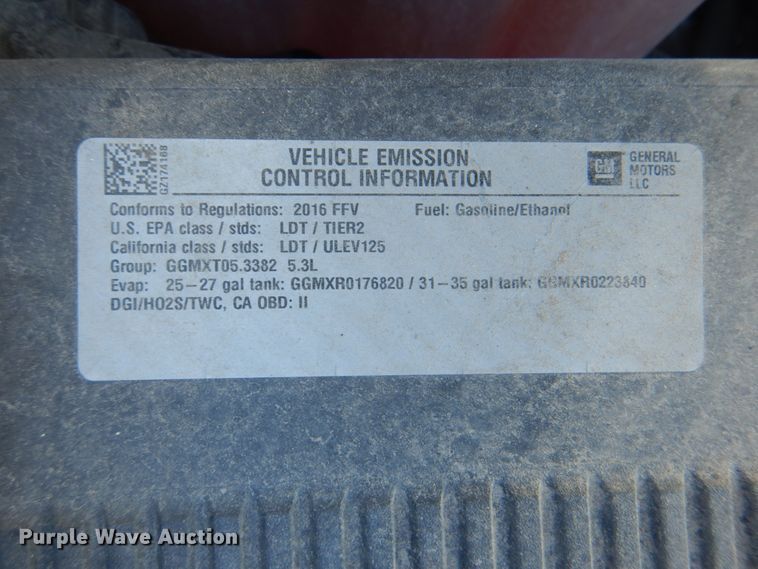 GZ174168
VEHICLE EMISSION
CONTROL INFORMATION
GM
GENERAL
MOTORS
LLC
Conforms to Regulations: 2016 FFV Fuel: Gasoline/Ethanol
U.S. EPA class / stds: LDT / TIER2
California class / stds: LDT / ULEV125
Group: GGMXT05.3382 5.3L
Evap: 25-27 gal tank: GGMXR0176820 / 31-35 gal tank: GGMXR0223840
DGI/HO2S/TWC, CA OBD: II
Purple Wave Auction